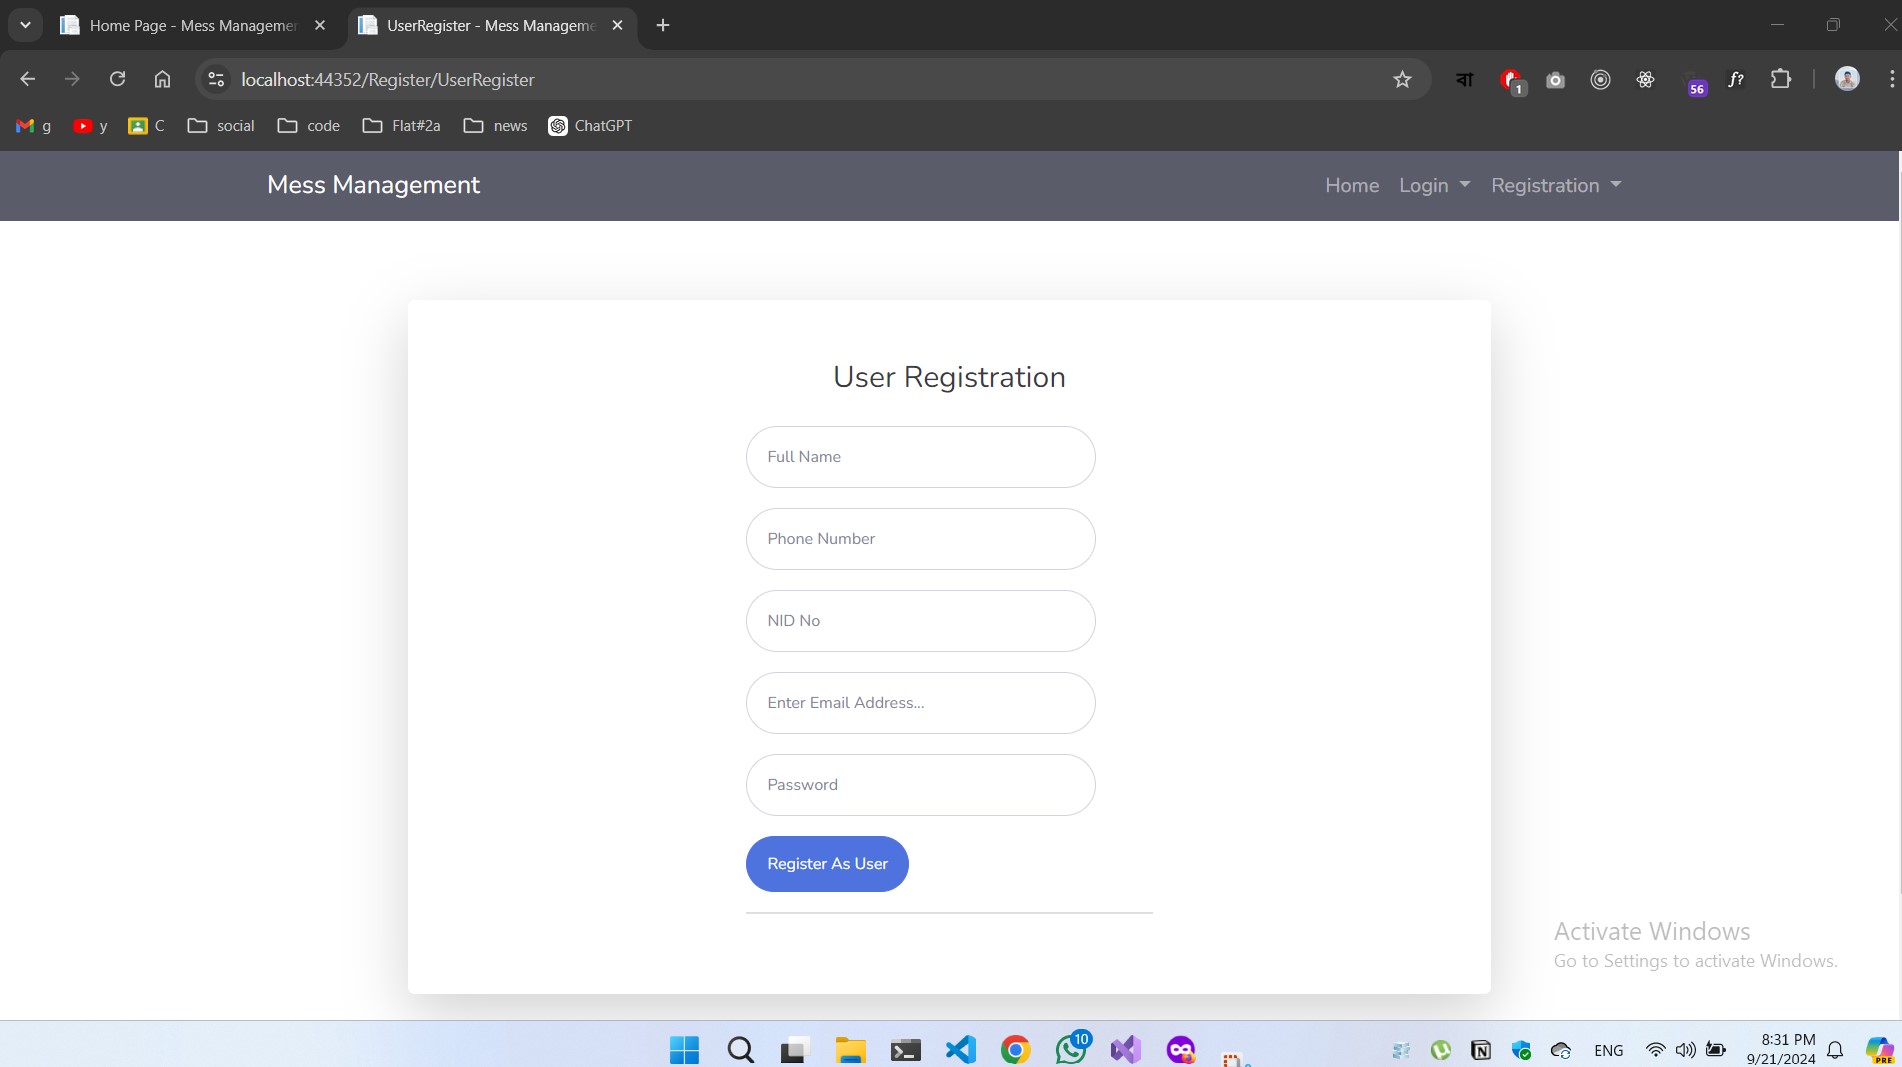 Home Page - Mess Managemen
UserRegister - Mess Manageme
localhost:44352/Register/UserRegister
বা
1
56
f?
g
y
C
social
code
Flat#2a
news
ChatGPT
Mess Management
Home
Login
Registration
User Registration
Full Name
Phone Number
NID No
Enter Email Address...
Password
Register As User
Activate Windows
Go to Settings to activate Windows.
10
ENG
8:31 PM
9/21/2024
PRE